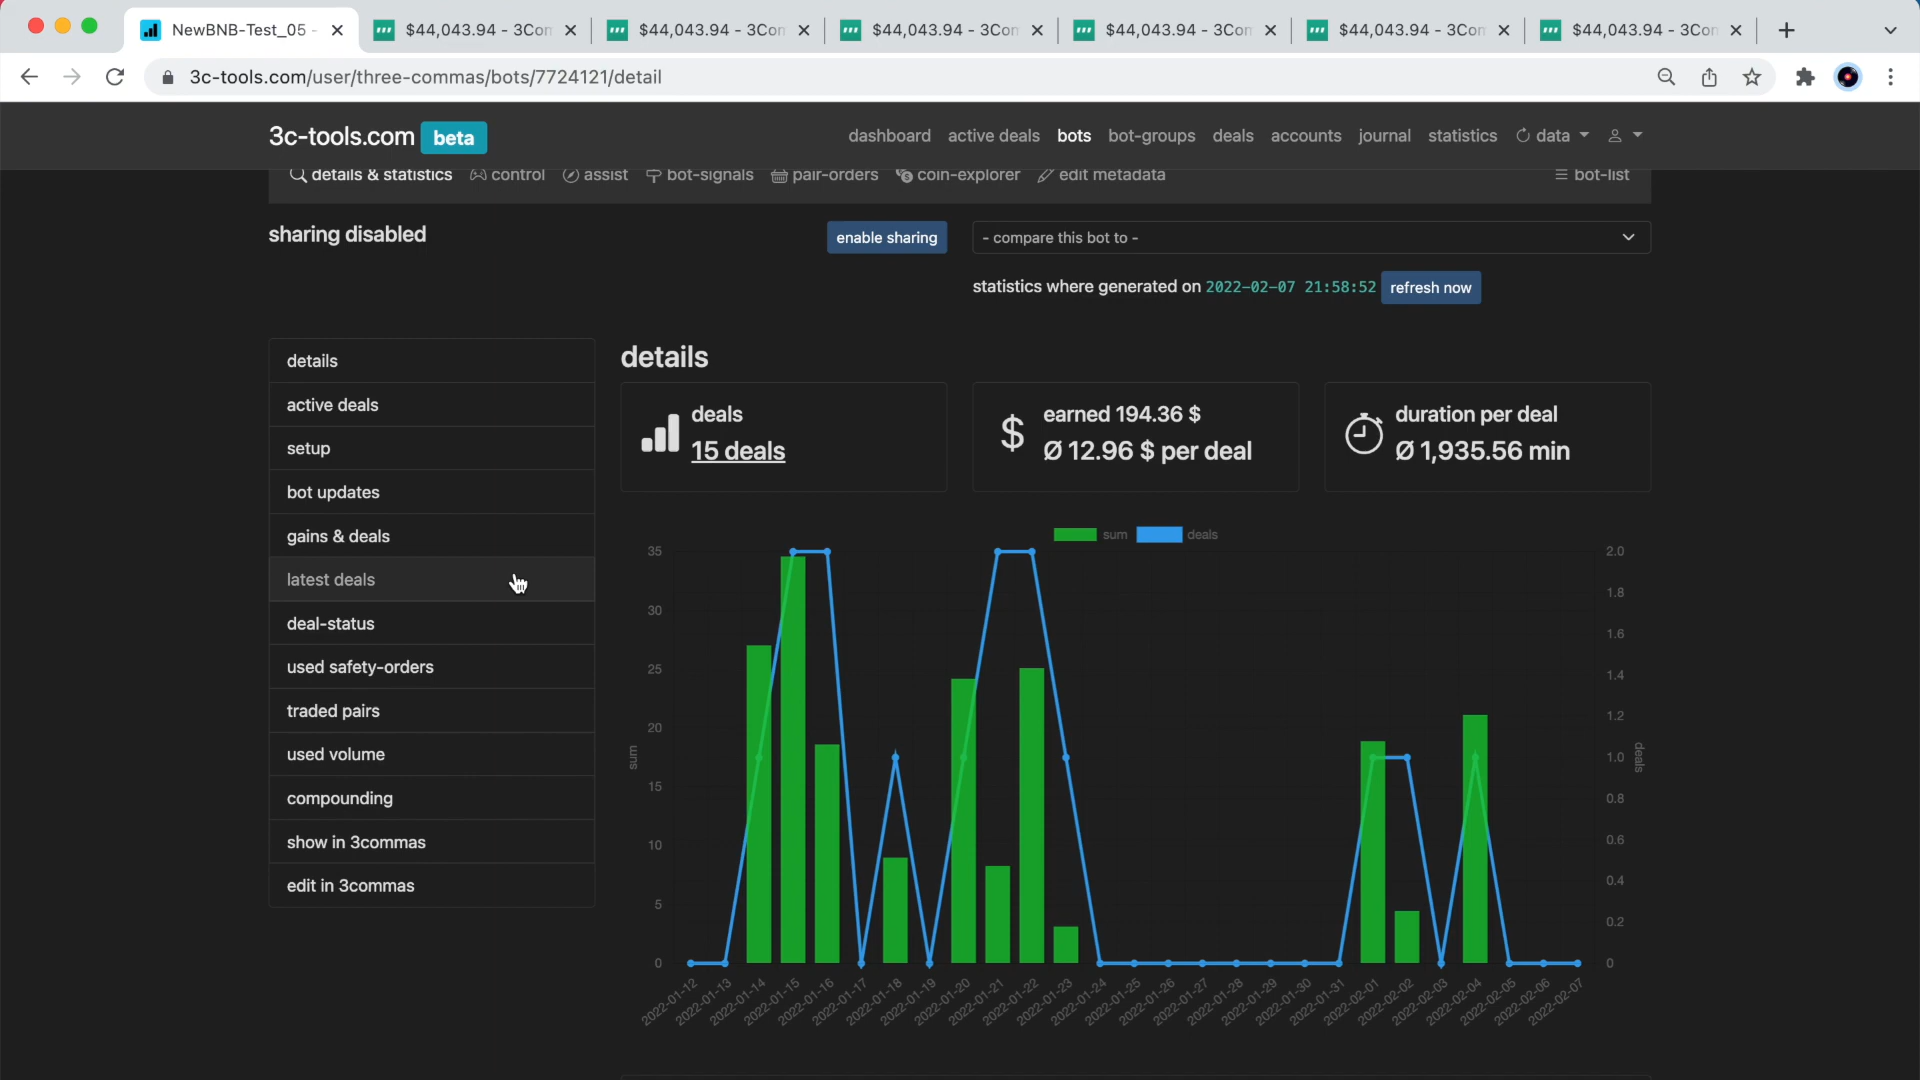 NewBNB-Test_05 -
$44,043.94 - 3Con
$44,043.94 - 3Con
$44,043.94 - 3Con
$44,043.94 - 3Con
$44,043.94 - 3Con
$44,043.94 - 3Con
3c-tools.com/user/three-commas/bots/7724121/detail
3c-tools.com beta
dashboard active deals bots bot-groups deals accounts journal statistics data
details & statistics control assist bot-signals pair-orders coin-explorer edit metadata bot-list
sharing disabled
enable sharing
- compare this bot to -
statistics where generated on 2022-02-07 21:58:52 refresh now
details
active deals
setup
bot updates
gains & deals
latest deals
deal-status
used safety-orders
traded pairs
used volume
compounding
show in 3commas
edit in 3commas
details
deals
15 deals
earned 194.36 $
Ø 12.96 $ per deal
duration per deal
Ø 1,935.56 min
sum deals
35
30
25
20
15
10
5
0
sum
2.0
1.8
1.6
1.4
1.2
1.0
0.8
0.6
0.4
0.2
0
deals
2022-01-12
2022-01-13
2022-01-14
2022-01-15
2022-01-16
2022-01-17
2022-01-18
2022-01-19
2022-01-20
2022-01-21
2022-01-22
2022-01-23
2022-01-24
2022-01-25
2022-01-26
2022-01-27
2022-01-28
2022-01-29
2022-01-30
2022-01-31
2022-02-01
2022-02-02
2022-02-03
2022-02-04
2022-02-05
2022-02-06
2022-02-07